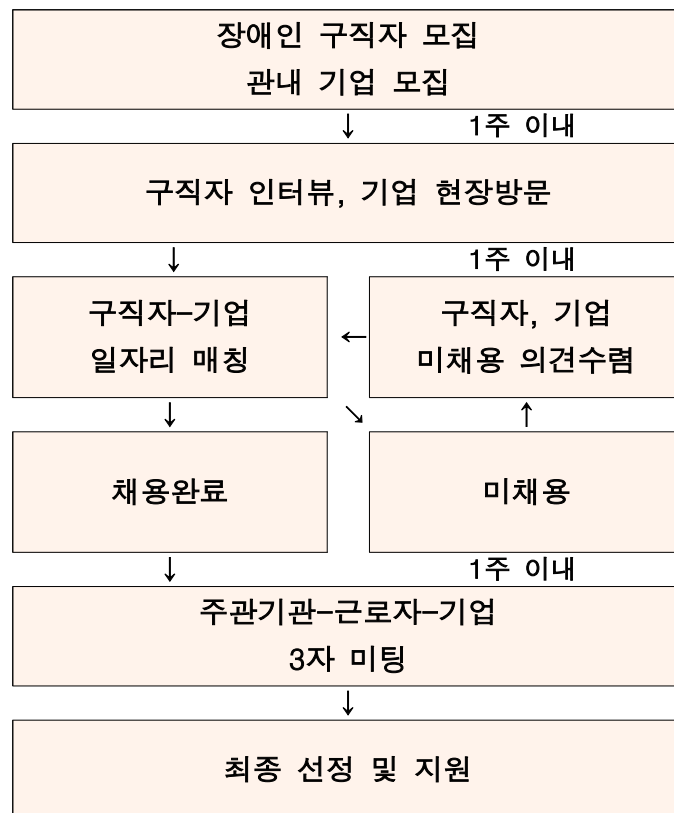 장애인 구직자 모집
관내 기업 모집
↓ 1주 이내
구직자 인터뷰, 기업 현장방문
↓ 1주 이내
구직자-기업
일자리 매칭
←
구직자, 기업
미채용 의견수렴
↓ ↘ ↑
채용완료
미채용
↓ 1주 이내
주관기관-근로자-기업
3자 미팅
↓
최종 선정 및 지원